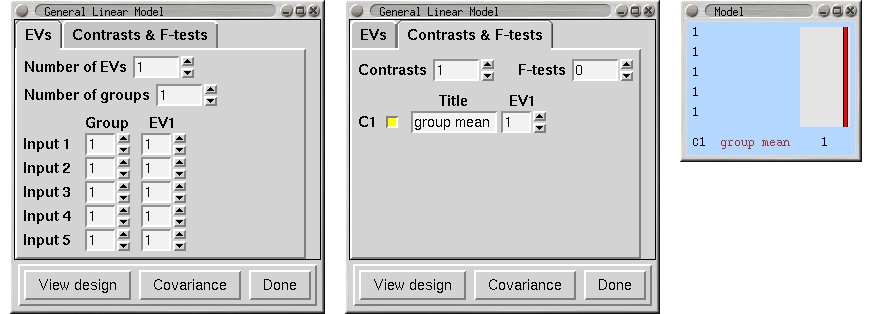 General Linear Model
EVs Contrasts & F-tests
Number of EVs 1
Number of groups 1
Group EV1
Input 1 1 1
Input 2 1 1
Input 3 1 1
Input 4 1 1
Input 5 1 1
View design Covariance Done
General Linear Model
EVs Contrasts & F-tests
Contrasts 1 F-tests 0
Title EV1
C1 group mean 1
View design Covariance Done
Model
1
1
1
1
1
C1 group mean 1